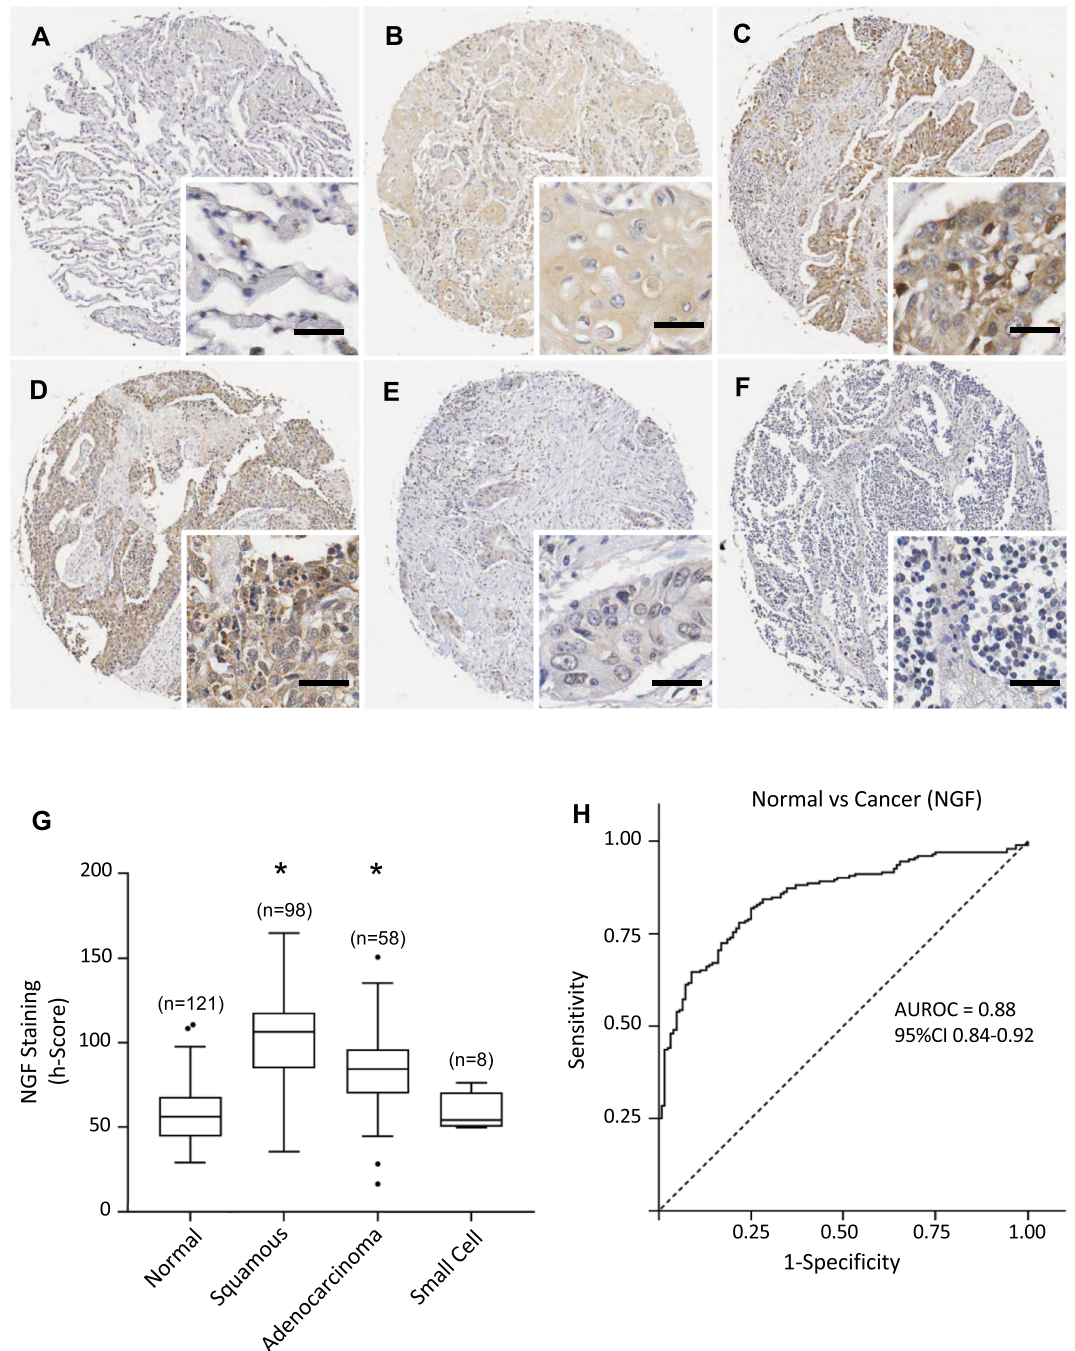 A
B
C
D
E
F
G
H
Normal vs Cancer (NGF)
NGF Staining
(h-Score)
200
150
100
50
0
*
*
(n=121)
(n=98)
(n=58)
(n=8)
Normal
Squamous
Adenocarcinoma
Small Cell
Sensitivity
1.00
0.75
0.50
0.25
AUROC = 0.88
95%CI 0.84-0.92
0.25
0.50
0.75
1.00
1-Specificity